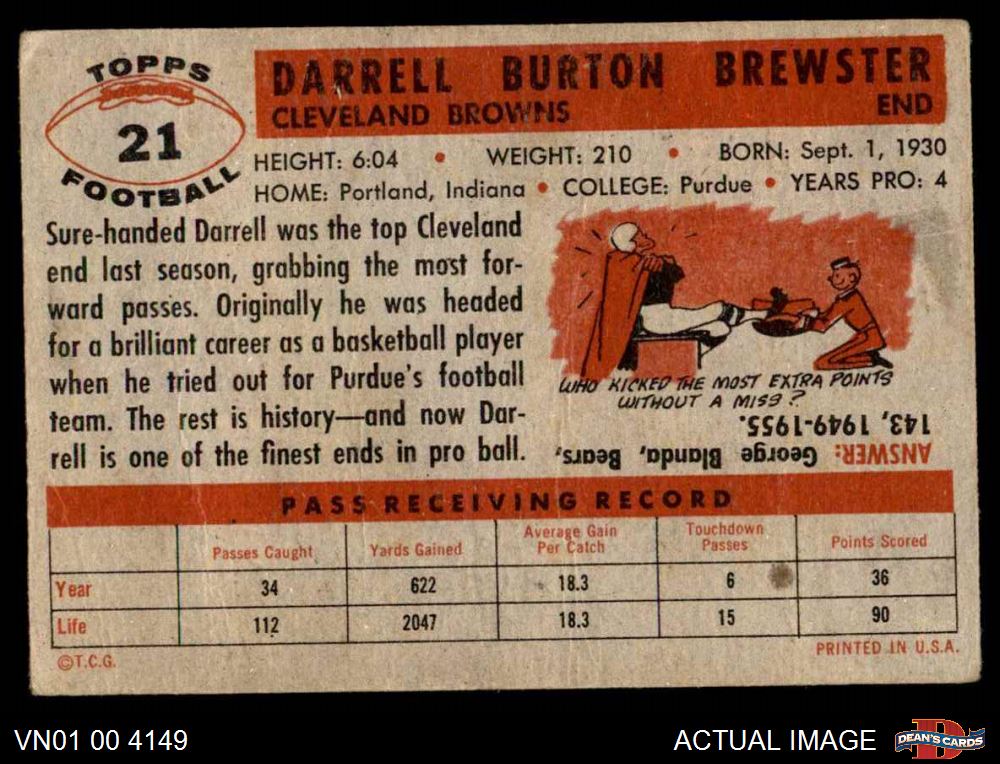 TOPPS
21
FOOTBALL
DARRELL BURTON BREWSTER
CLEVELAND BROWNS END
HEIGHT: 6:04 • WEIGHT: 210 • BORN: Sept. 1, 1930
HOME: Portland, Indiana • COLLEGE: Purdue • YEARS PRO: 4
Sure-handed Darrell was the top Cleveland
end last season, grabbing the most for-
ward passes. Originally he was headed
for a brilliant career as a basketball player
when he tried out for Purdue's football
team. The rest is history—and now Dar-
rell is one of the finest ends in pro ball.
WHO KICKED THE MOST EXTRA POINTS
WITHOUT A MISS?
ANSWER: George Blanda, Bears,
143, 1949-1955.
PASS RECEIVING RECORD
Passes Caught Yards Gained Average Gain Per Catch Touchdown Passes Points Scored
Year 34 622 18.3 6 36
Life 112 2047 18.3 15 90
©T.C.G. PRINTED IN U.S.A.
VN01 00 4149 ACTUAL IMAGE DEAN'S CARDS